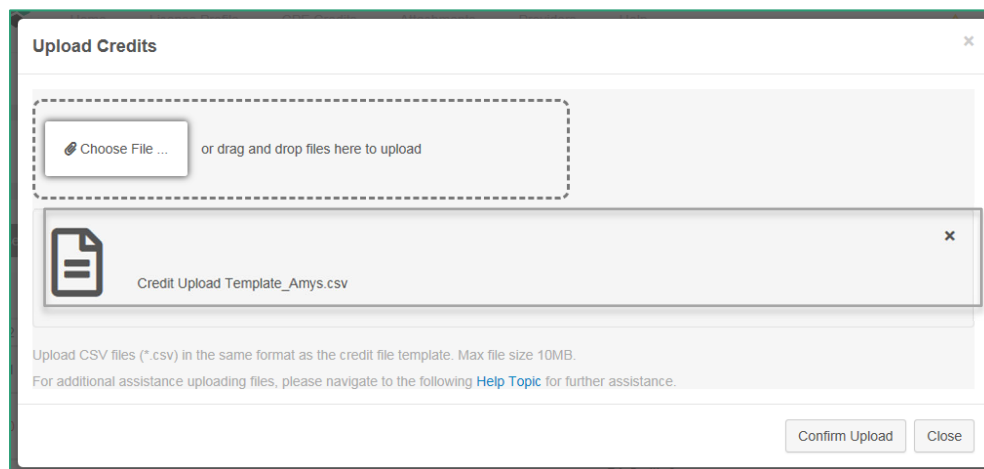 Upload Credits
×
Choose File ... or drag and drop files here to upload
×
Credit Upload Template_Amys.csv
Upload CSV files (*.csv) in the same format as the credit file template. Max file size 10MB.
For additional assistance uploading files, please navigate to the following Help Topic for further assistance.
Confirm Upload Close